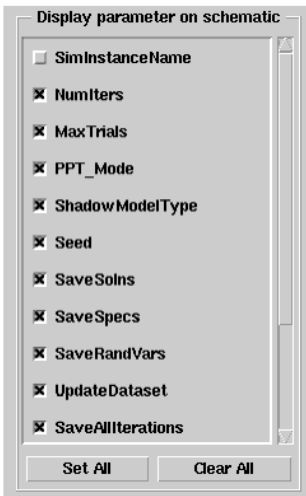 Display parameter on schematic
SimInstanceName
NumIters
MaxTrials
PPT_Mode
ShadowModelType
Seed
SaveSolns
SaveSpecs
SaveRandVars
UpdateDataset
SaveAllIterations
Set All
Clear All